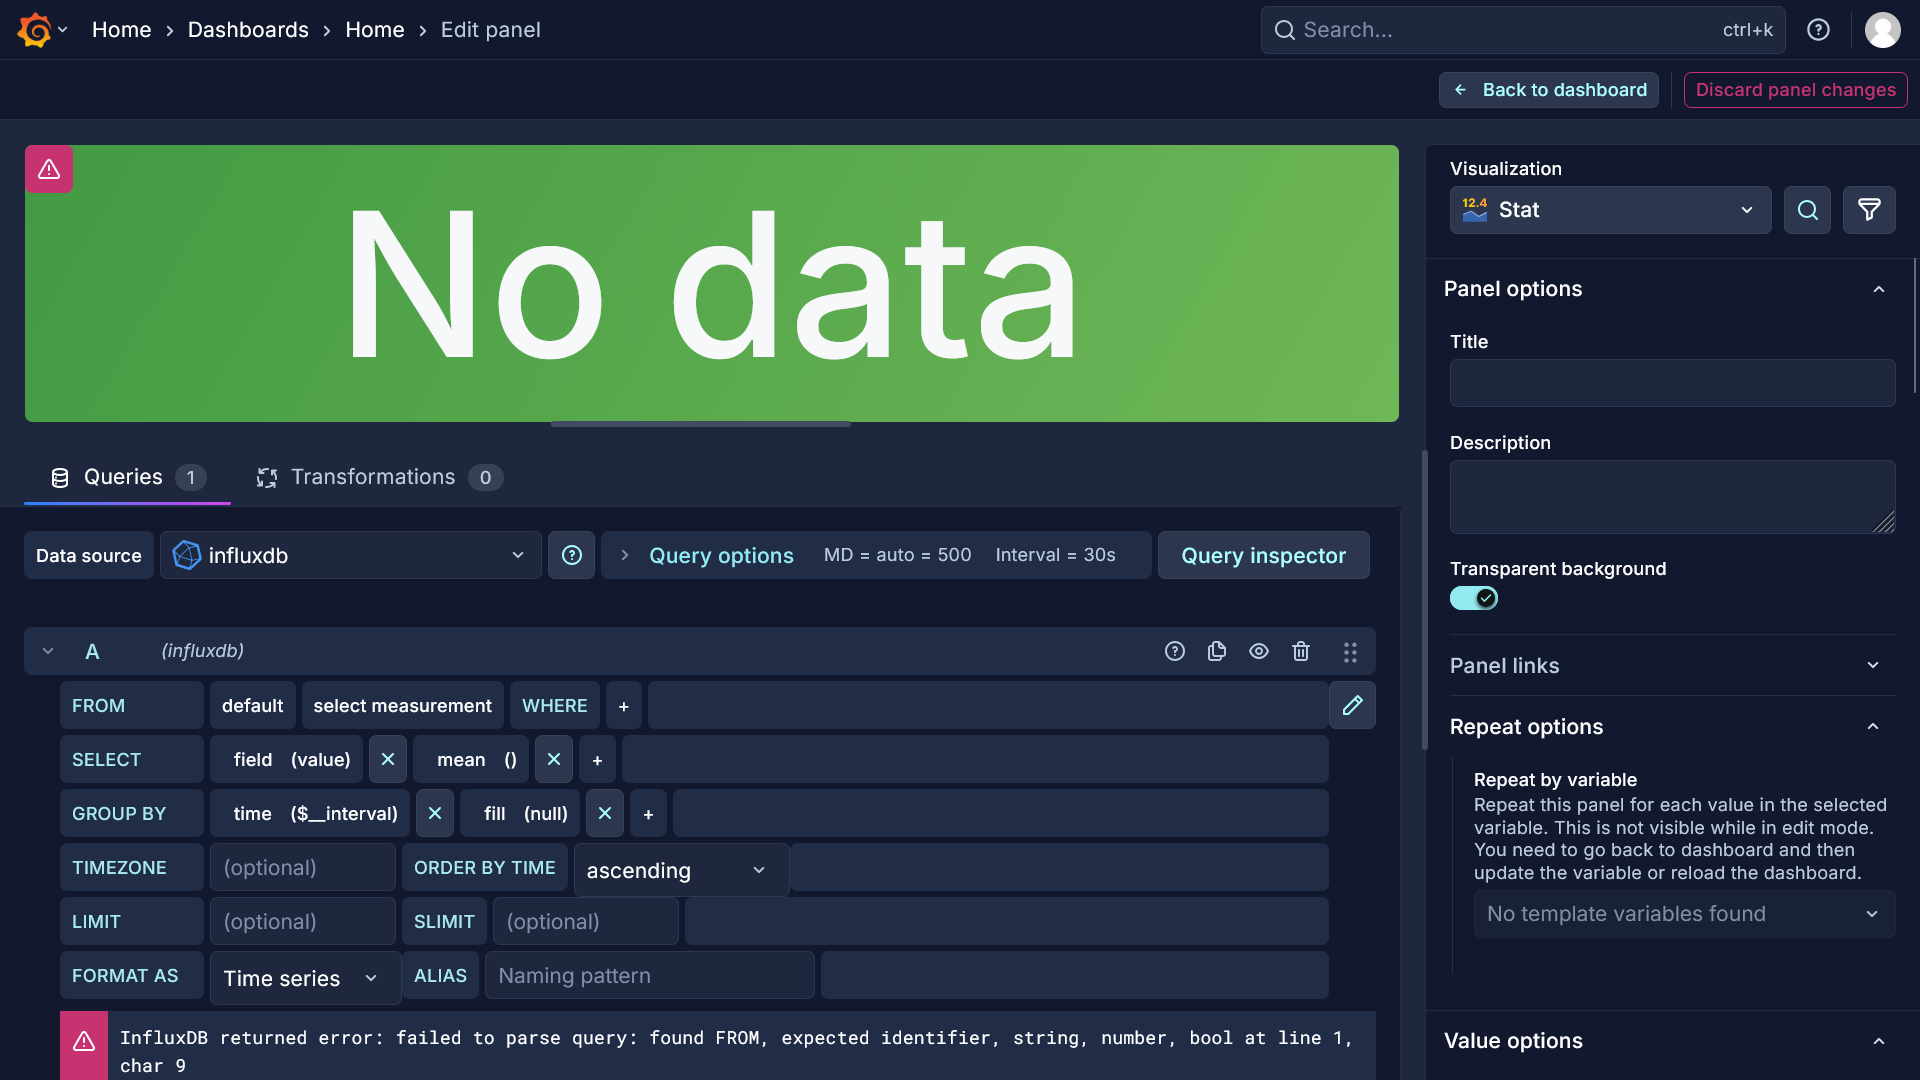 Home › Dashboards › Home › Edit panel
Search...
ctrl+k
Back to dashboard
Discard panel changes
No data
Visualization
12.4
Stat
Panel options
Title
Description
Transparent background
Panel links
Repeat options
Repeat by variable
Repeat this panel for each value in the selected
variable. This is not visible while in edit mode.
You need to go back to dashboard and then
update the variable or reload the dashboard.
No template variables found
Value options
Queries 1
Transformations 0
Data source
influxdb
Query options MD = auto = 500 Interval = 30s
Query inspector
A (influxdb)
FROM default select measurement WHERE +
SELECT field (value) mean () +
GROUP BY time ($__interval) fill (null) +
TIMEZONE (optional) ORDER BY TIME ascending
LIMIT (optional) SLIMIT (optional)
FORMAT AS Time series ALIAS Naming pattern
InfluxDB returned error: failed to parse query: found FROM, expected identifier, string, number, bool at line 1,
char 9